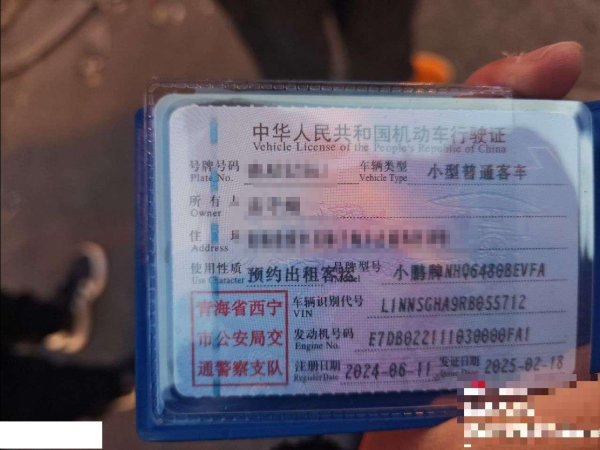 中华人民共和国机动车行驶证
Vehicle License of the People's Republic of China
号牌号码
Plate No.
车辆类型 小型普通客车
Vehicle Type
所有人
Owner
住 址
Address
使用性质 预约出租客运
Use Character
品牌型号 小鹏牌NHQ6480BEVFA
Model
青海省西宁
市公安局交
通警察支队
车辆识别代号 L1NNSGHA9RB055712
VIN
发动机号码 E7DB022111030000FA1
Engine No.
注册日期 2024-06-11
Register Date
发证日期 2025-02-18
Issue Date